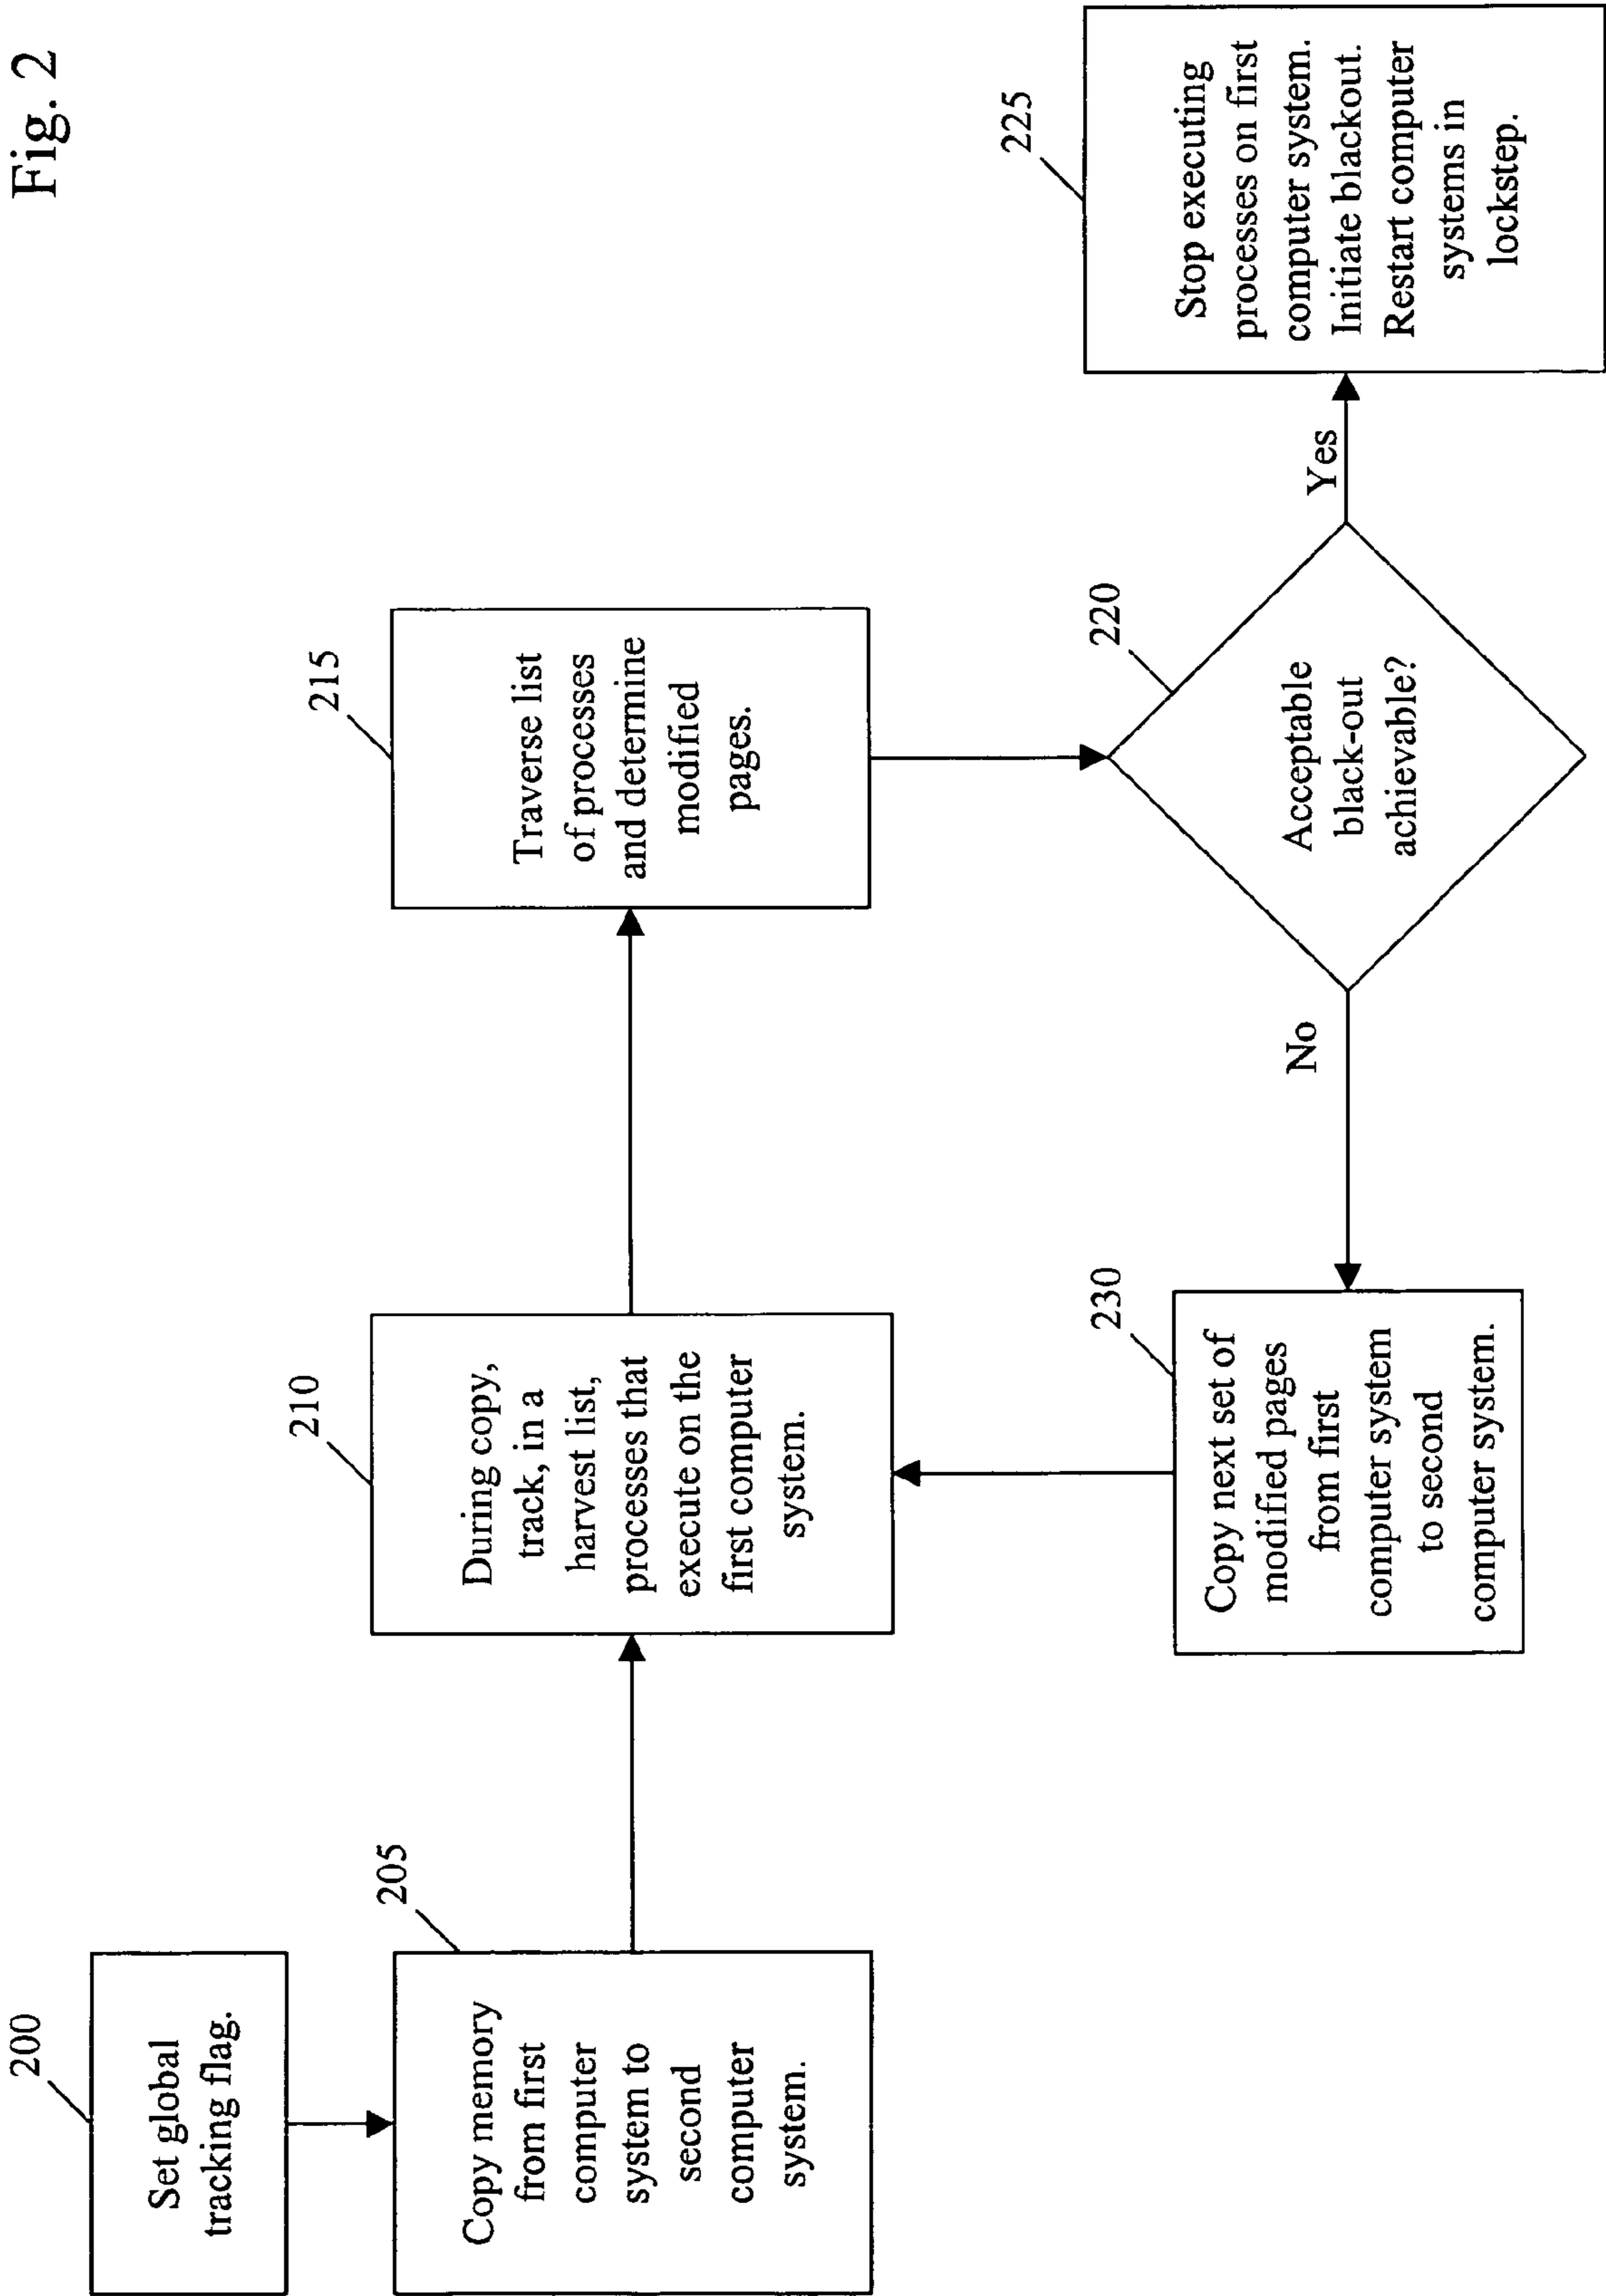 Fig. 2
200
Set global
tracking flag.
205
Copy memory
from first
computer
system to
second
computer
system.
210
During copy,
track, in a
harvest list,
processes that
execute on the
first computer
system.
215
Traverse list
of processes
and determine
modified
pages.
220
Acceptable
black-out
achievable?
Yes
225
Stop executing
processes on first
computer system.
Initiate blackout.
Restart computer
systems in
lockstep.
No
230
Copy next set of
modified pages
from first
computer system
to second
computer system.